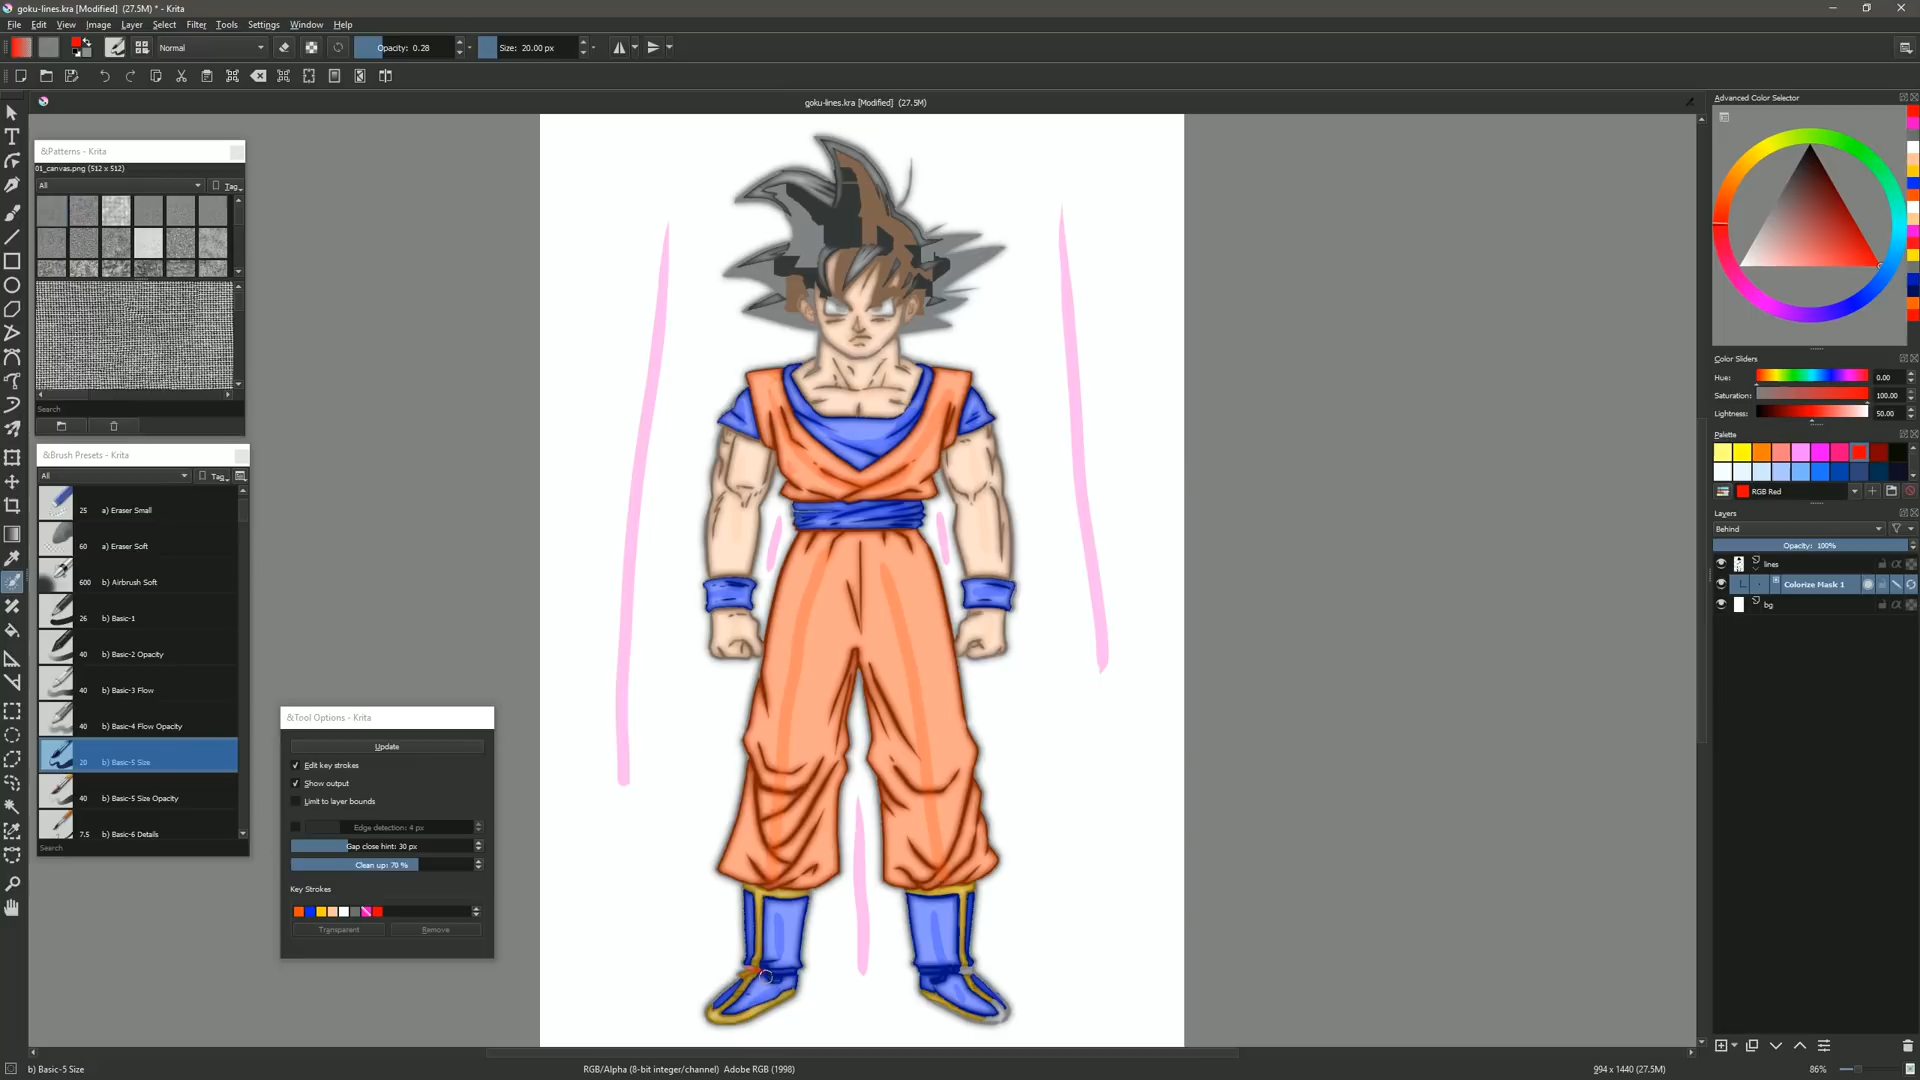 goku-lines.kra [Modified]  (27.5M) * - Krita
File Edit View Image Layer Select Filter Tools Settings Window Help
Normal Opacity: 0.28 Size: 20.00 px
goku-lines.kra [Modified]  (27.5M)
&Patterns - Krita
01_canvas.png (512 x 512)
All Tag
Search
&Brush Presets - Krita
All Tag
25 a) Eraser Small
60 a) Eraser Soft
600 b) Airbrush Soft
26 b) Basic-1
40 b) Basic-2 Opacity
40 b) Basic-3 Flow
40 b) Basic-4 Flow Opacity
20 b) Basic-5 Size
40 b) Basic-5 Size Opacity
7.5 b) Basic-6 Details
Search
&Tool Options - Krita
Update
Edit key strokes
Show output
Limit to layer bounds
Edge detection: 4 px
Gap close hint: 30 px
Clean up: 70 %
Key Strokes
Transparent Remove
Advanced Color Selector
Color Sliders
Hue: 0.00
Saturation: 100.00
Lightness: 50.00
Palette
RGB Red
Layers
Behind
Opacity: 100%
lines
Colorize Mask 1
bg
b) Basic-5 Size
RGB/Alpha (8-bit integer/channel)  Adobe RGB (1998)
994 x 1440 (27.5M)
86%